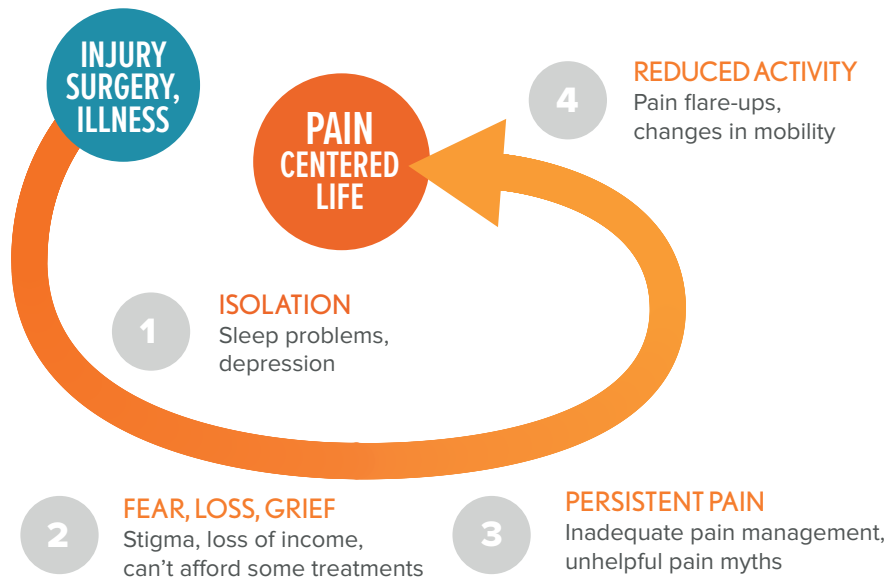 INJURY
SURGERY,
ILLNESS
PAIN
CENTERED
LIFE
1
ISOLATION
Sleep problems,
depression
2
FEAR, LOSS, GRIEF
Stigma, loss of income,
can't afford some treatments
3
PERSISTENT PAIN
Inadequate pain management,
unhelpful pain myths
4
REDUCED ACTIVITY
Pain flare-ups,
changes in mobility